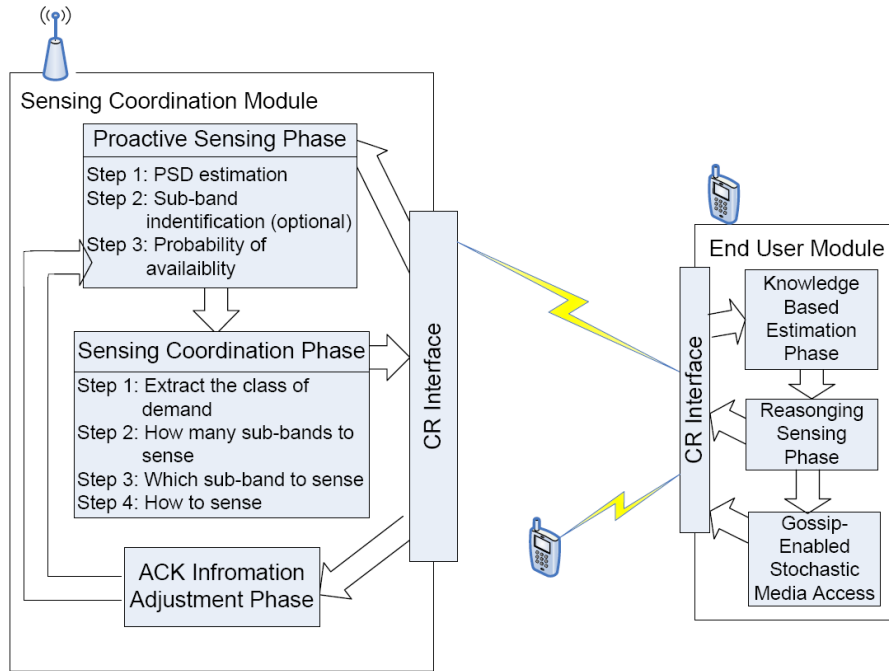 Sensing Coordination Module
Proactive Sensing Phase
Step 1: PSD estimation
Step 2: Sub-band
indentification (optional)
Step 3: Probability of
availaiblity
Sensing Coordination Phase
Step 1: Extract the class of
demand
Step 2: How many sub-bands to
sense
Step 3: Which sub-band to sense
Step 4: How to sense
ACK Infromation
Adjustment Phase
CR Interface
CR Interface
End User Module
Knowledge
Based
Estimation
Phase
Reasonging
Sensing
Phase
Gossip-
Enabled
Stochastic
Media Access